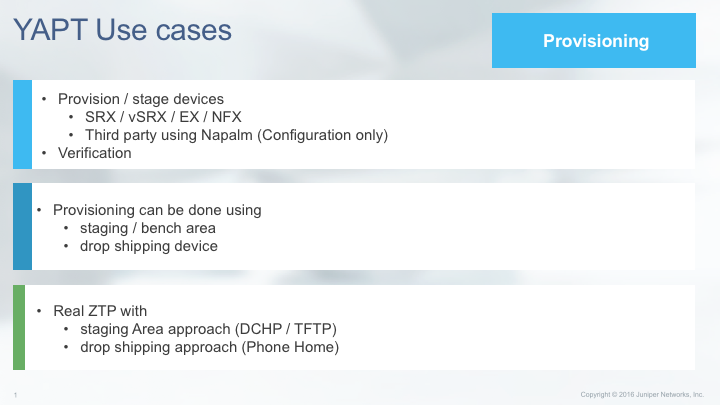 YAPT Use cases
Provisioning
• Provision / stage devices
• SRX / vSRX / EX / NFX
• Third party using Napalm (Configuration only)
• Verification
• Provisioning can be done using
• staging / bench area
• drop shipping device
• Real ZTP with
• staging Area approach (DCHP / TFTP)
• drop shipping approach (Phone Home)
1
Copyright © 2016 Juniper Networks, Inc.